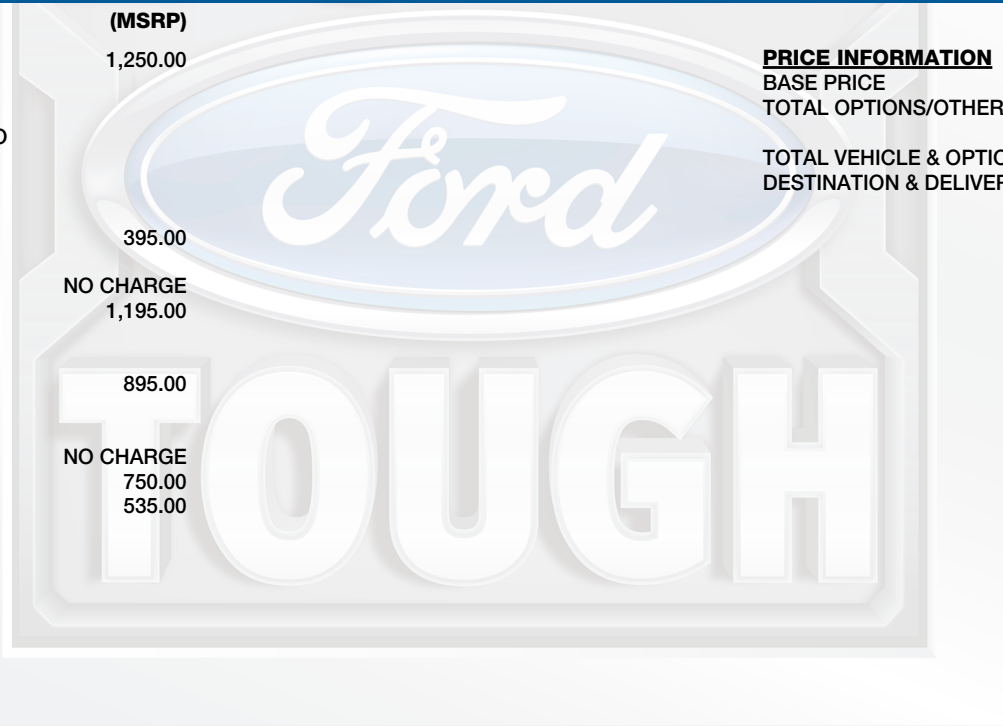 (MSRP)
1,250.00
395.00
NO CHARGE
1,195.00
895.00
NO CHARGE
750.00
535.00
PRICE INFORMATION
BASE PRICE
TOTAL OPTIONS/OTHER
TOTAL VEHICLE & OPTIO
DESTINATION & DELIVER
Ford
TOUGH